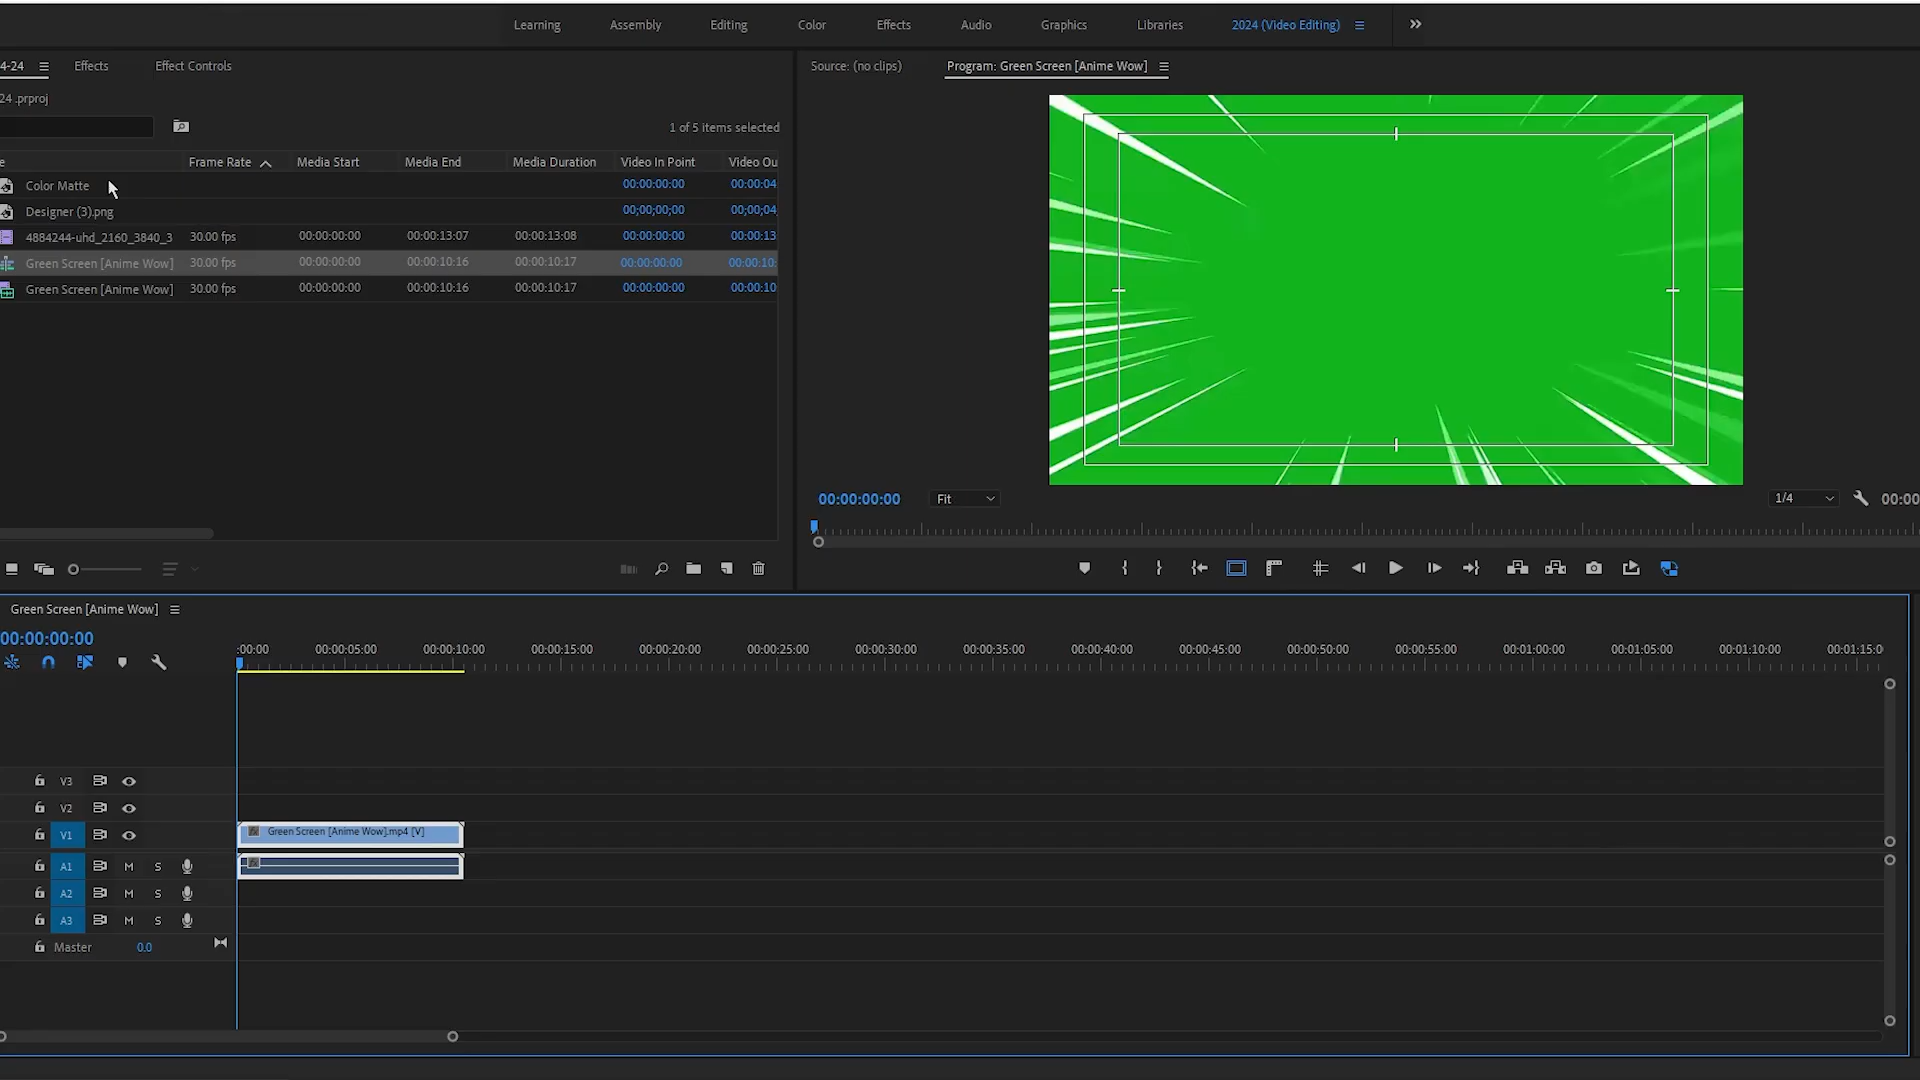 Learning Assembly Editing Color Effects Audio Graphics Libraries 2024 (Video Editing)
4-24 Effects Effect Controls
Source: (no clips) Program: Green Screen [Anime Wow]
24 .prproj
1 of 5 items selected
e Frame Rate Media Start Media End Media Duration Video In Point Video Ou
Color Matte 00:00:00:00 00:00:04
Designer (3).png 00;00;00;00 00;00;04;
4884244-uhd_2160_3840_3 30.00 fps 00:00:00:00 00:00:13:07 00:00:13:08 00:00:00:00 00:00:13
Green Screen [Anime Wow] 30.00 fps 00:00:00:00 00:00:10:16 00:00:10:17 00:00:00:00 00:00:10:
Green Screen [Anime Wow] 30.00 fps 00:00:00:00 00:00:10:16 00:00:10:17 00:00:00:00 00:00:10
00:00:00:00 Fit 1/4 00:00
Green Screen [Anime Wow]
00:00:00:00
:00:00 00:00:05:00 00:00:10:00 00:00:15:00 00:00:20:00 00:00:25:00 00:00:30:00 00:00:35:00 00:00:40:00 00:00:45:00 00:00:50:00 00:00:55:00 00:01:00:00 00:01:05:00 00:01:10:00 00:01:15:0
V3
V2
V1 Green Screen [Anime Wow].mp4 [V]
A1 M S
A2 M S
A3 M S
Master 0.0